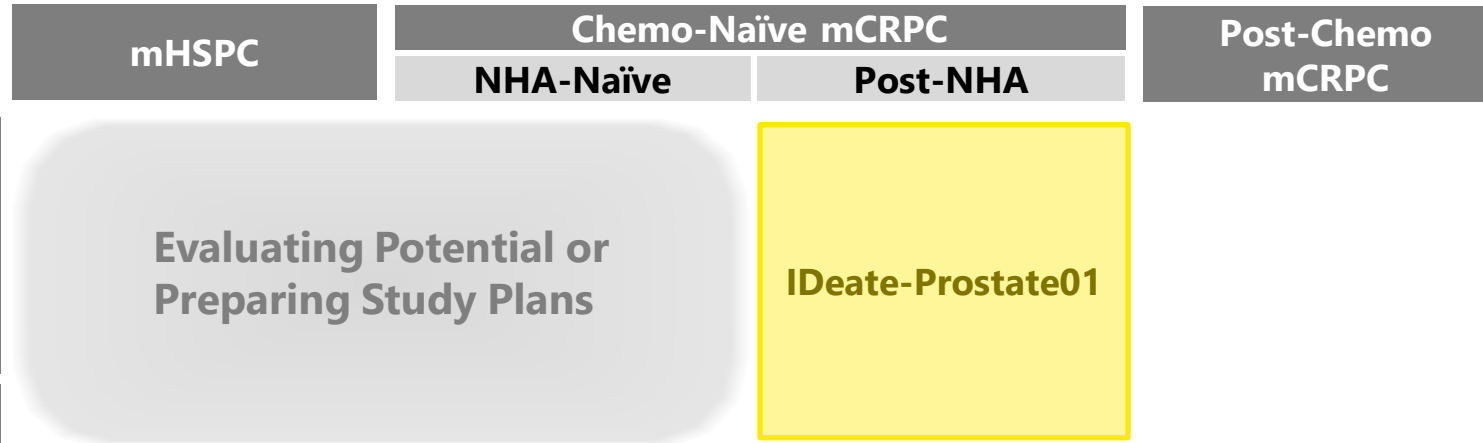 mHSPC
Chemo-Naïve mCRPC
Post-Chemo
mCRPC
NHA-Naïve
Post-NHA
Evaluating Potential or
Preparing Study Plans
IDeate-Prostate01